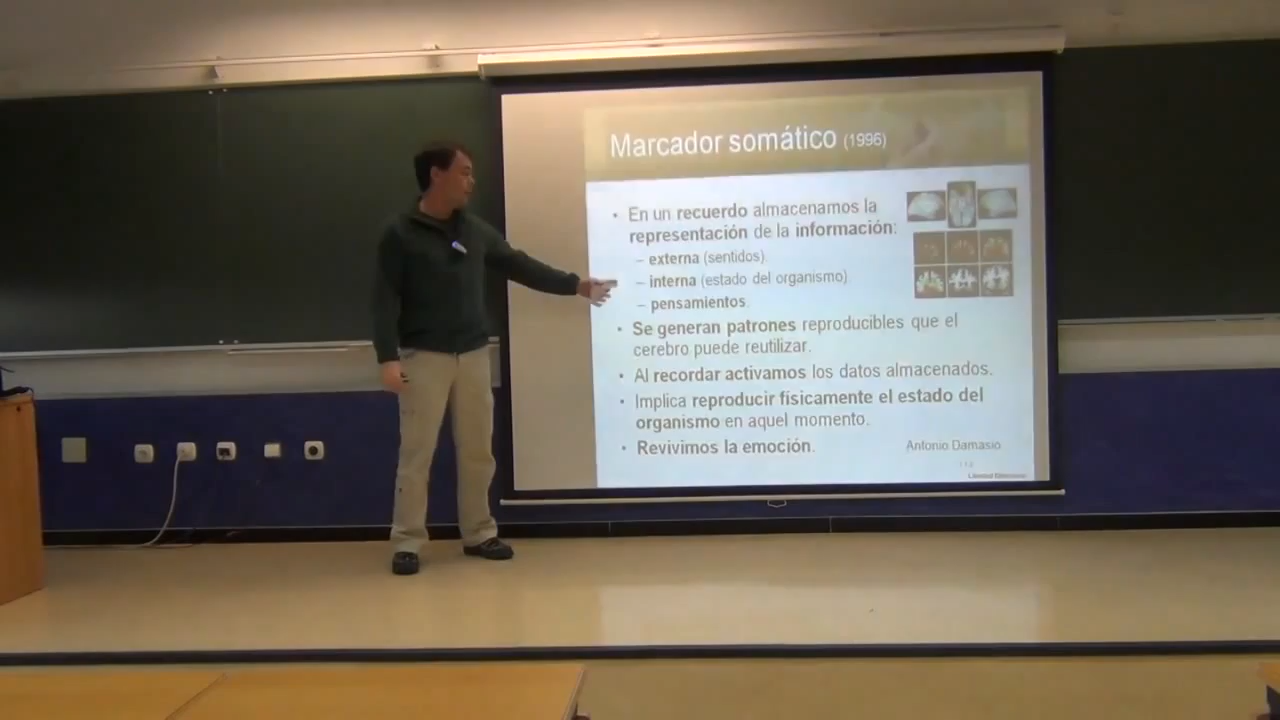 Marcador somático (1996)
• En un recuerdo almacenamos la
representación de la información:
– externa (sentidos)
– interna (estado del organismo)
– pensamientos.
• Se generan patrones reproducibles que el
cerebro puede reutilizar.
• Al recordar activamos los datos almacenados.
• Implica reproducir físicamente el estado del
organismo en aquel momento.
• Revivimos la emoción.
Antonio Damasio